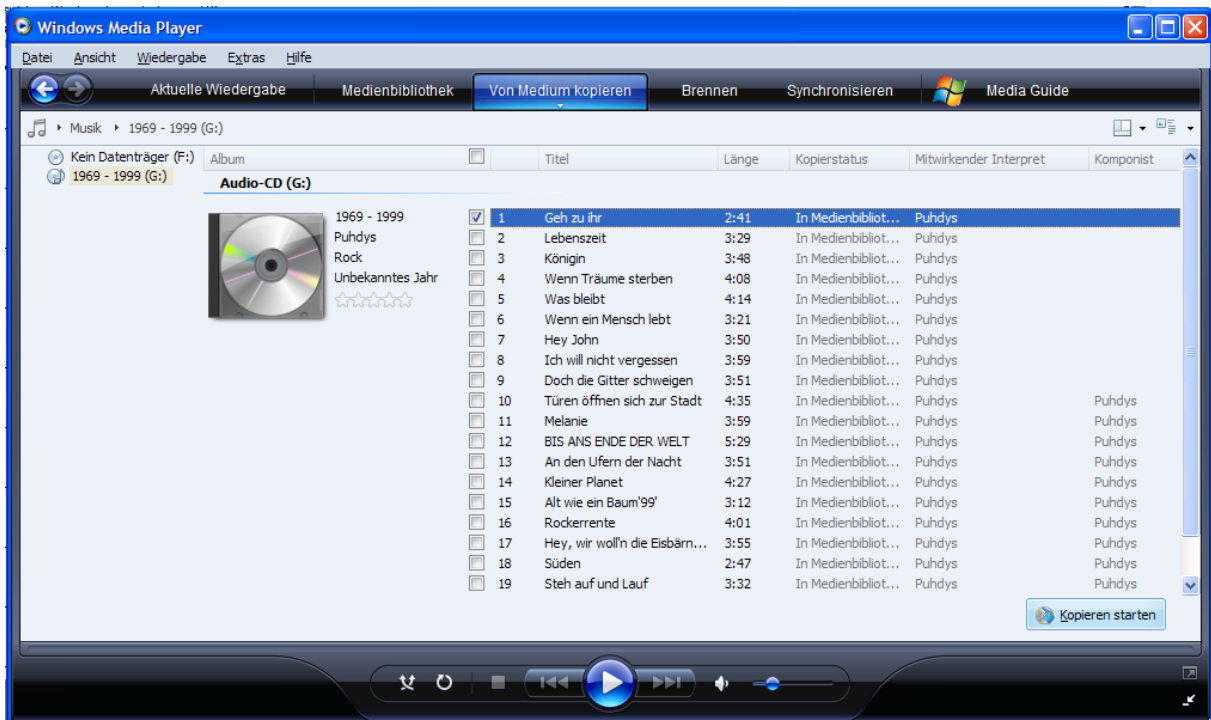 Windows Media Player
Datei Ansicht Wiedergabe Extras Hilfe
Aktuelle Wiedergabe Medienbibliothek Von Medium kopieren Brennen Synchronisieren Media Guide
Musik 1969 - 1999 (G:)
Kein Datenträger (F:)
1969 - 1999 (G:)
Album Titel Länge Kopierstatus Mitwirkender Interpret Komponist
Audio-CD (G:)
1969 - 1999
Puhdys
Rock
Unbekanntes Jahr
1 Geh zu ihr 2:41 In Medienbibliot... Puhdys
2 Lebenszeit 3:29 In Medienbibliot... Puhdys
3 Königin 3:48 In Medienbibliot... Puhdys
4 Wenn Träume sterben 4:08 In Medienbibliot... Puhdys
5 Was bleibt 4:14 In Medienbibliot... Puhdys
6 Wenn ein Mensch lebt 3:21 In Medienbibliot... Puhdys
7 Hey John 3:50 In Medienbibliot... Puhdys
8 Ich will nicht vergessen 3:59 In Medienbibliot... Puhdys
9 Doch die Gitter schweigen 3:51 In Medienbibliot... Puhdys
10 Türen öffnen sich zur Stadt 4:35 In Medienbibliot... Puhdys Puhdys
11 Melanie 3:59 In Medienbibliot... Puhdys Puhdys
12 BIS ANS ENDE DER WELT 5:29 In Medienbibliot... Puhdys Puhdys
13 An den Ufern der Nacht 3:51 In Medienbibliot... Puhdys Puhdys
14 Kleiner Planet 4:27 In Medienbibliot... Puhdys Puhdys
15 Alt wie ein Baum'99' 3:12 In Medienbibliot... Puhdys Puhdys
16 Rockerrente 4:01 In Medienbibliot... Puhdys Puhdys
17 Hey, wir woll'n die Eisbärn... 3:55 In Medienbibliot... Puhdys Puhdys
18 Süden 2:47 In Medienbibliot... Puhdys Puhdys
19 Steh auf und Lauf 3:32 In Medienbibliot... Puhdys Puhdys
Kopieren starten